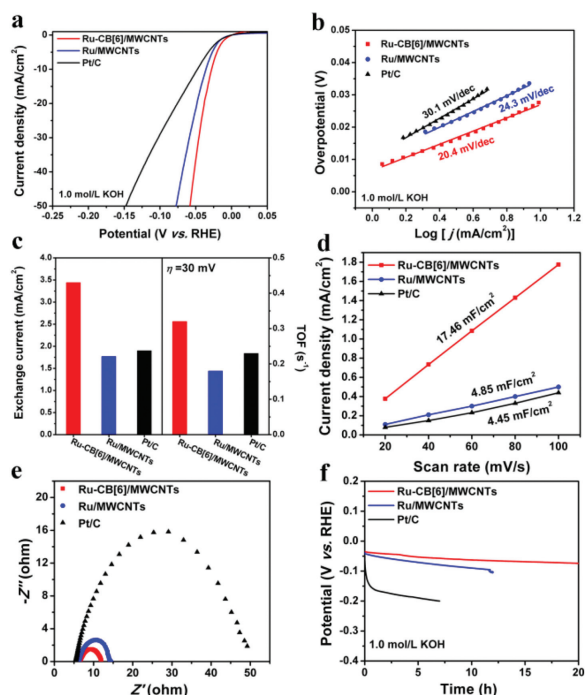 a
Current density (mA/cm²)
0
-10
-20
-30
-40
-50
Ru-CB[6]/MWCNTs
Ru/MWCNTs
Pt/C
1.0 mol/L KOH
-0.25 -0.20 -0.15 -0.10 -0.05 0.00 0.05
Potential (V vs. RHE)
b
Overpotential (V)
0.05
0.04
0.03
0.02
0.01
0.00
Ru-CB[6]/MWCNTs
Ru/MWCNTs
Pt/C
30.1 mV/dec
24.3 mV/dec
20.4 mV/dec
1.0 mol/L KOH
0.0 0.2 0.4 0.6 0.8 1.0 1.2
Log [ j (mA/cm²)]
c
Exchange current (mA/cm²)
4.0
3.5
3.0
2.5
2.0
1.5
1.0
0.5
0.0
η =30 mV
0.5
0.4
0.3
0.2
0.1
0.0
TOF (s⁻¹)
Ru-CB[6]/MWCNTs
Ru/MWCNTs
Pt/C
Ru-CB[6]/MWCNTs
Ru/MWCNTs
Pt/C
d
Current density (mA/cm²)
1.8
1.6
1.4
1.2
1.0
0.8
0.6
0.4
0.2
0.0
Ru-CB[6]/MWCNTs
Ru/MWCNTs
Pt/C
17.46 mF/cm²
4.85 mF/cm²
4.45 mF/cm²
20 40 60 80 100
Scan rate (mV/s)
e
-Z''(ohm)
-20
-16
-12
-8
-4
0
Ru-CB[6]/MWCNTs
Ru/MWCNTs
Pt/C
0 10 20 30 40 50
Z' (ohm)
f
Potential (V vs. RHE)
0.2
0.1
0.0
-0.1
-0.2
-0.3
-0.4
Ru-CB[6]/MWCNTs
Ru/MWCNTs
Pt/C
1.0 mol/L KOH
0 5 10 15 20
Time (h)